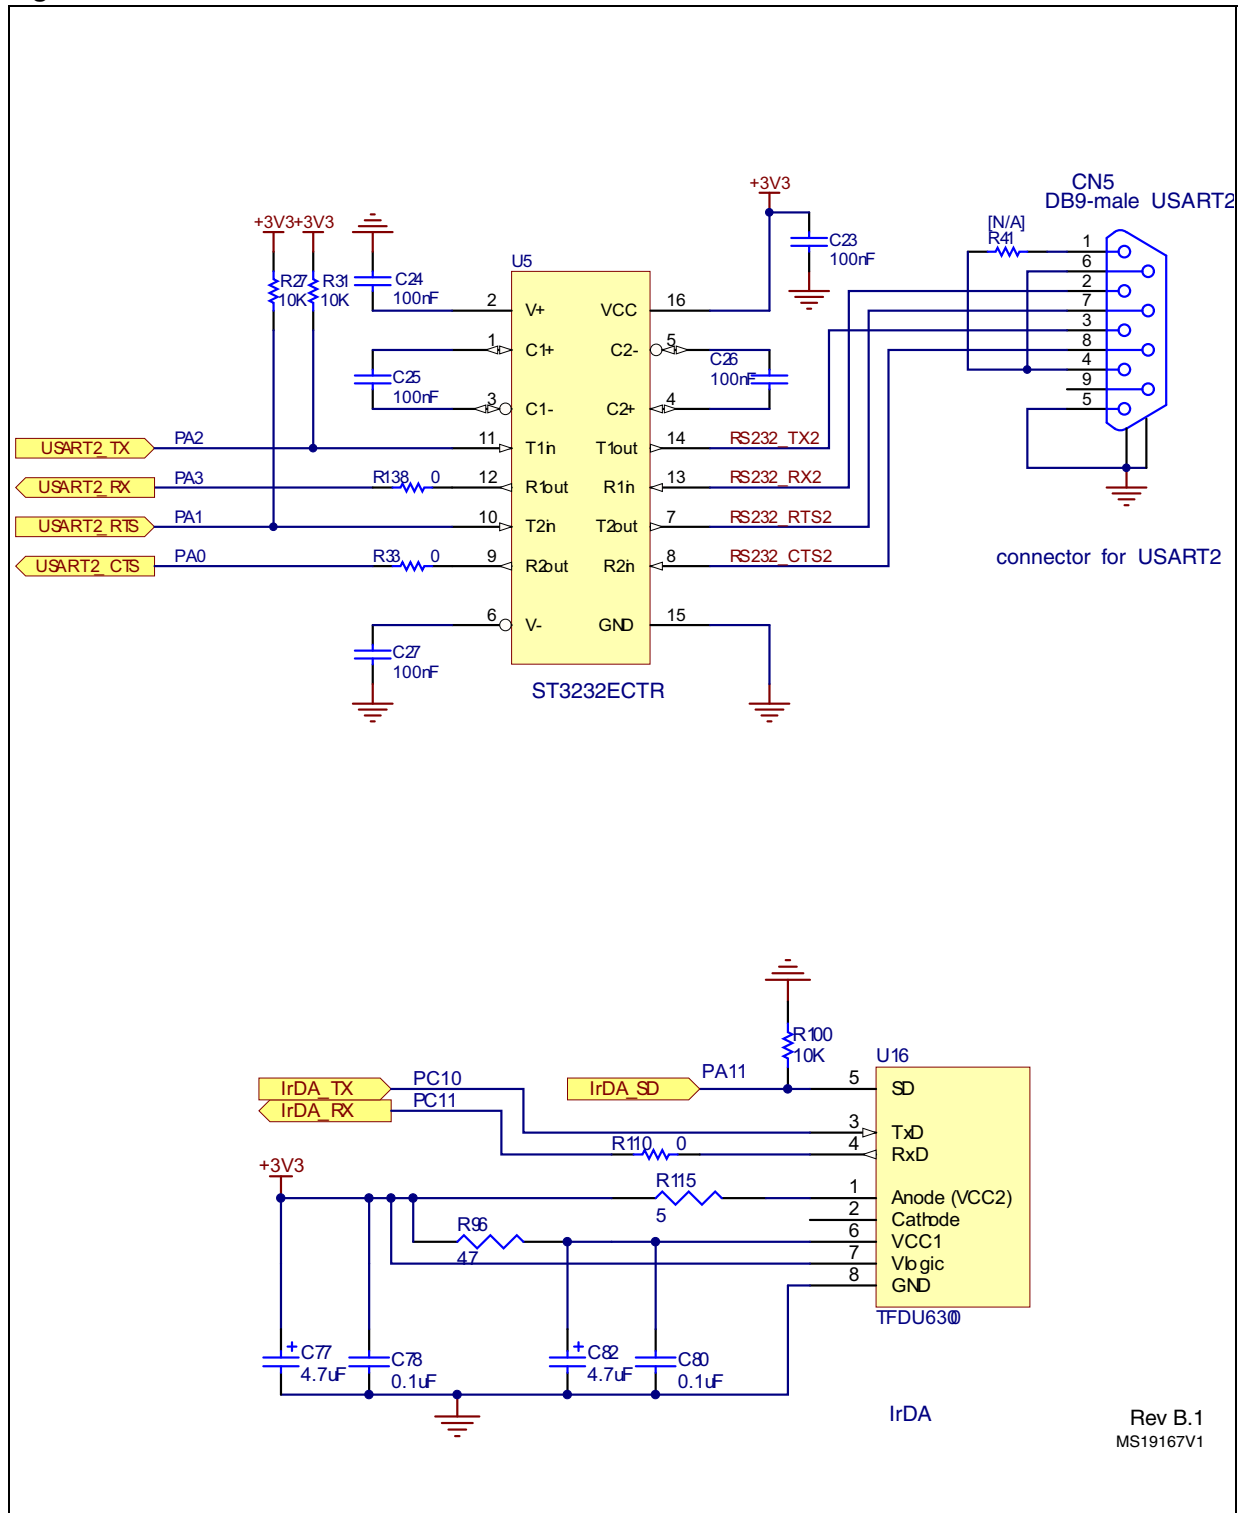 +3V3
CN5
DB9-male USART2
+3V3 +3V3
[N/A]
R41
C23
100nF
U5
R27
10K
R31
10K
C24
100nF
2 V+
VCC 16
1 C1+
C2- 5
C25
100nF
C26
100nF
3 C1-
C2+ 4
1
6
2
7
3
8
4
9
5
USART2_TX PA2 11 T1in T1out 14 RS232_TX2
USART2_RX PA3 R138 0 12 R1out R1in 13 RS232_RX2
USART2_RTS PA1 10 T2in T2out 7 RS232_RTS2
USART2_CTS PA0 R33 0 9 R2out R2in 8 RS232_CTS2
connector for USART2
6 V- GND 15
C27
100nF
ST3232ECTR
R100
10K
U16
IrDA_TX PC10
IrDA_RX PC11
IrDA_SD PA11
5 SD
3 TxD
R110 0 4 RxD
+3V3
R115
5
1 Anode (VCC2)
2 Cathode
R96
47
6 VCC1
7 Vlogic
8 GND
TFDU6300
C77
+
4.7uF
C78
0.1uF
C82
+
4.7uF
C80
0.1uF
IrDA
Rev B.1
MS19167V1